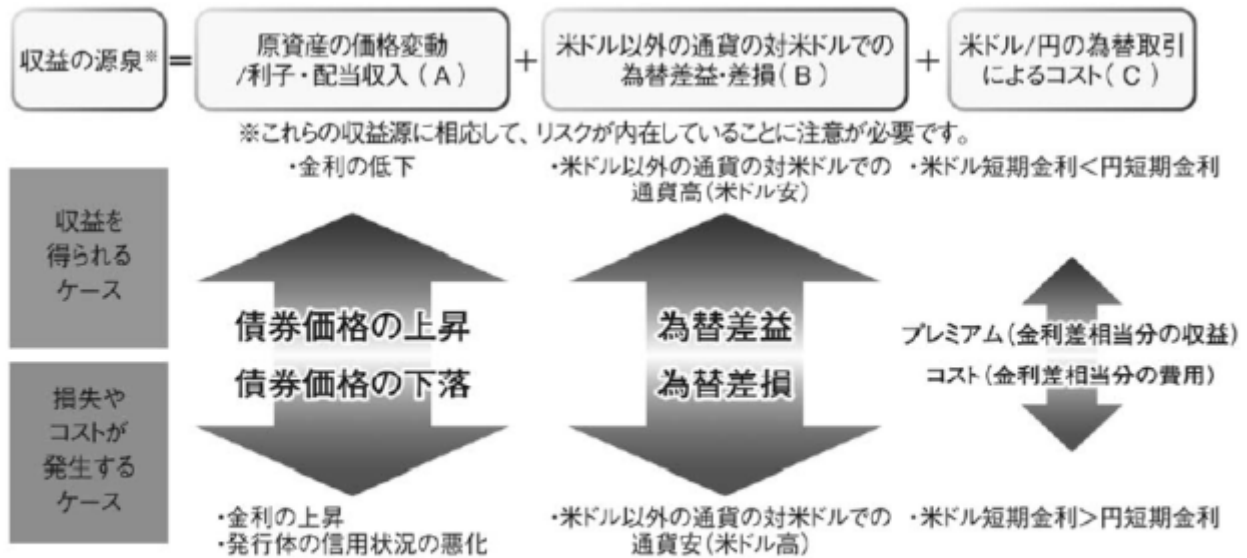 収益の源泉※
=
原資産の価格変動
/利子・配当収入(A)
+
米ドル以外の通貨の対米ドルでの
為替差益・差損(B)
+
米ドル/円の為替取引
によるコスト(C)
※これらの収益源に相応して、リスクが内在していることに注意が必要です。
収益を
得られる
ケース
・金利の低下
・米ドル以外の通貨の対米ドルでの
通貨高(米ドル安)
・米ドル短期金利<円短期金利
債券価格の上昇
為替差益
プレミアム(金利差相当分の収益)
損失や
コストが
発生する
ケース
債券価格の下落
為替差損
コスト(金利差相当分の費用)
・金利の上昇
・発行体の信用状況の悪化
・米ドル以外の通貨の対米ドルでの
通貨安(米ドル高)
・米ドル短期金利>円短期金利